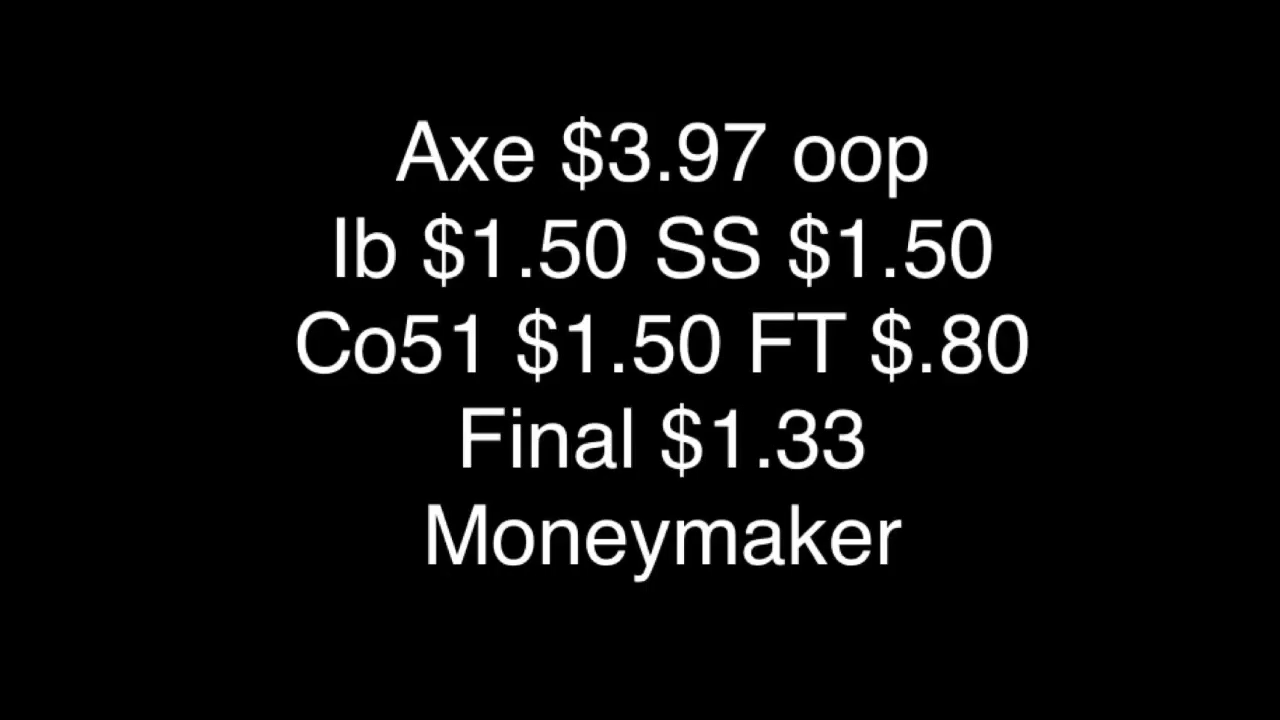 Axe $3.97 oop
Ib $1.50 SS $1.50
Co51 $1.50 FT $.80
Final $1.33
Moneymaker